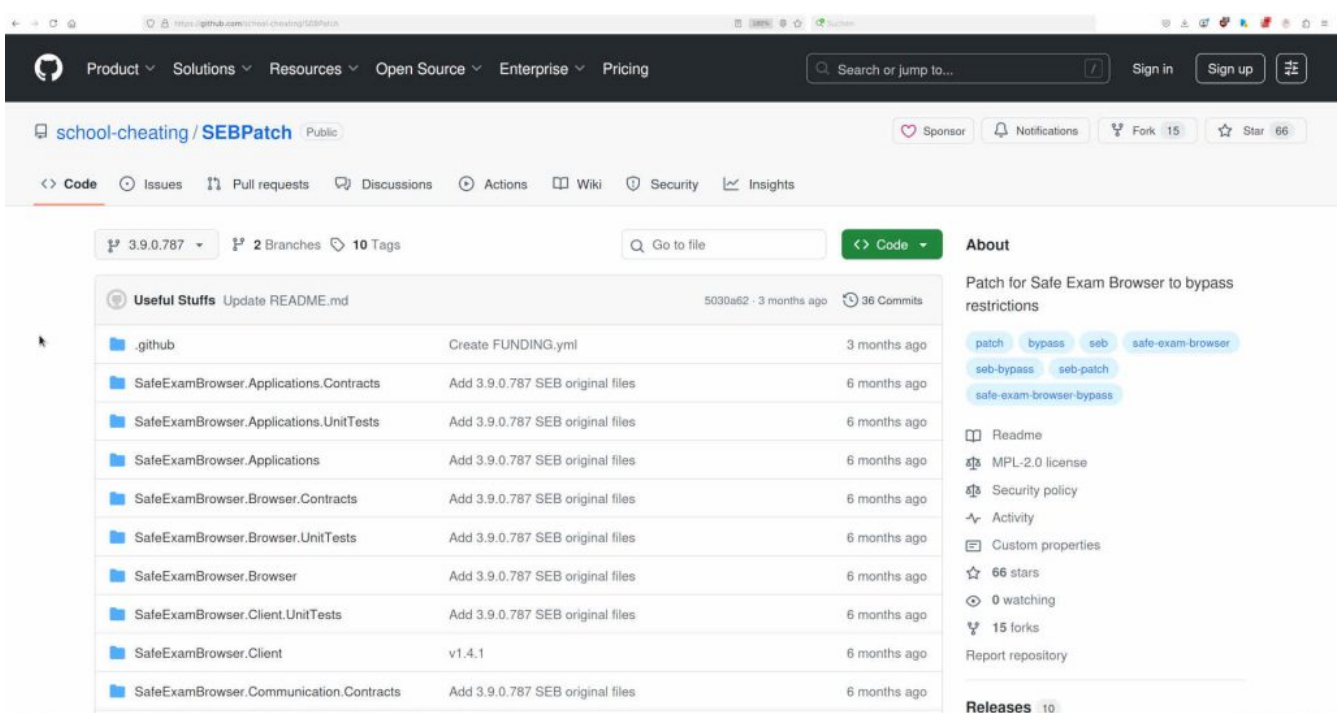 https://github.com/school-cheating/SEBPatch
Suchen
Product Solutions Resources Open Source Enterprise Pricing
Search or jump to...
/
Sign in
Sign up
school-cheating / SEBPatch Public
Sponsor
Notifications
Fork 15
Star 66
Code Issues Pull requests Discussions Actions Wiki Security Insights
3.9.0.787 2 Branches 10 Tags
Go to file
Code
Useful Stuffs Update README.md 5030a62 · 3 months ago 36 Commits
.github Create FUNDING.yml 3 months ago
SafeExamBrowser.Applications.Contracts Add 3.9.0.787 SEB original files 6 months ago
SafeExamBrowser.Applications.UnitTests Add 3.9.0.787 SEB original files 6 months ago
SafeExamBrowser.Applications Add 3.9.0.787 SEB original files 6 months ago
SafeExamBrowser.Browser.Contracts Add 3.9.0.787 SEB original files 6 months ago
SafeExamBrowser.Browser.UnitTests Add 3.9.0.787 SEB original files 6 months ago
SafeExamBrowser.Browser Add 3.9.0.787 SEB original files 6 months ago
SafeExamBrowser.Client.UnitTests Add 3.9.0.787 SEB original files 6 months ago
SafeExamBrowser.Client v1.4.1 6 months ago
SafeExamBrowser.Communication.Contracts Add 3.9.0.787 SEB original files 6 months ago
About
Patch for Safe Exam Browser to bypass
restrictions
patch bypass seb safe-exam-browser
seb-bypass seb-patch
safe-exam-browser-bypass
Readme
MPL-2.0 license
Security policy
Activity
Custom properties
66 stars
0 watching
15 forks
Report repository
Releases 10